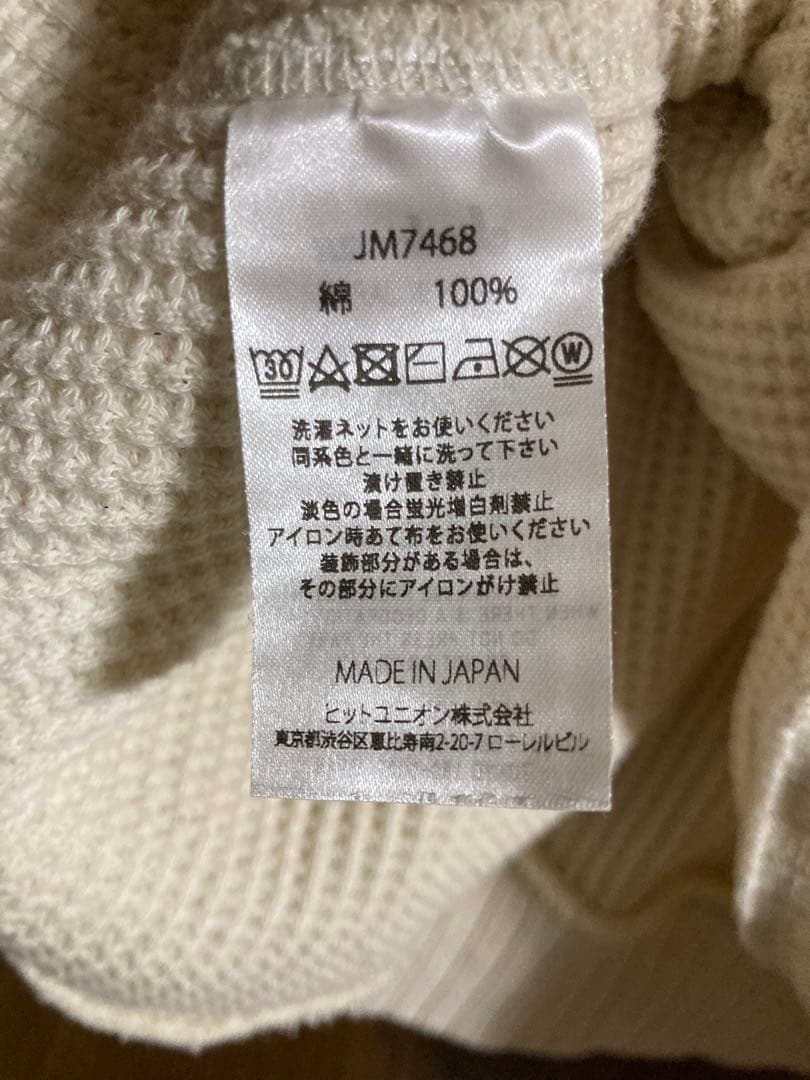 JM7468
綿 100%
30 W
洗濯ネットをお使いください
同系色と一緒に洗って下さい
漬け置き禁止
淡色の場合蛍光増白剤禁止
アイロン時あて布をお使いください
装飾部分がある場合は、
その部分にアイロンがけ禁止
MADE IN JAPAN
ヒットユニオン株式会社
東京都渋谷区恵比寿南2-20-7 ローレルビル